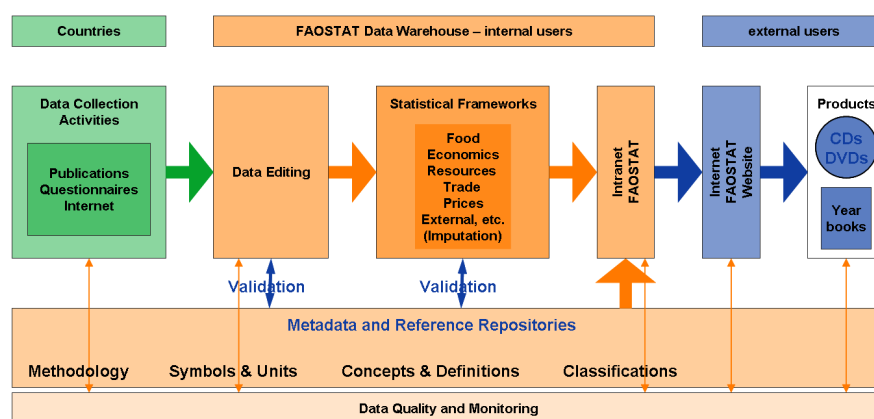 Countries
FAOSTAT Data Warehouse – internal users
external users
Data Collection
Activities
Publications
Questionnaires
Internet
Data Editing
Statistical Frameworks
Food
Economics
Resources
Trade
Prices
External, etc.
(Imputation)
Intranet
FAOSTAT
Internet
FAOSTAT
Website
Products
CDs
DVDs
Year
books
Validation
Validation
Metadata and Reference Repositories
Methodology
Symbols & Units
Concepts & Definitions
Classifications
Data Quality and Monitoring